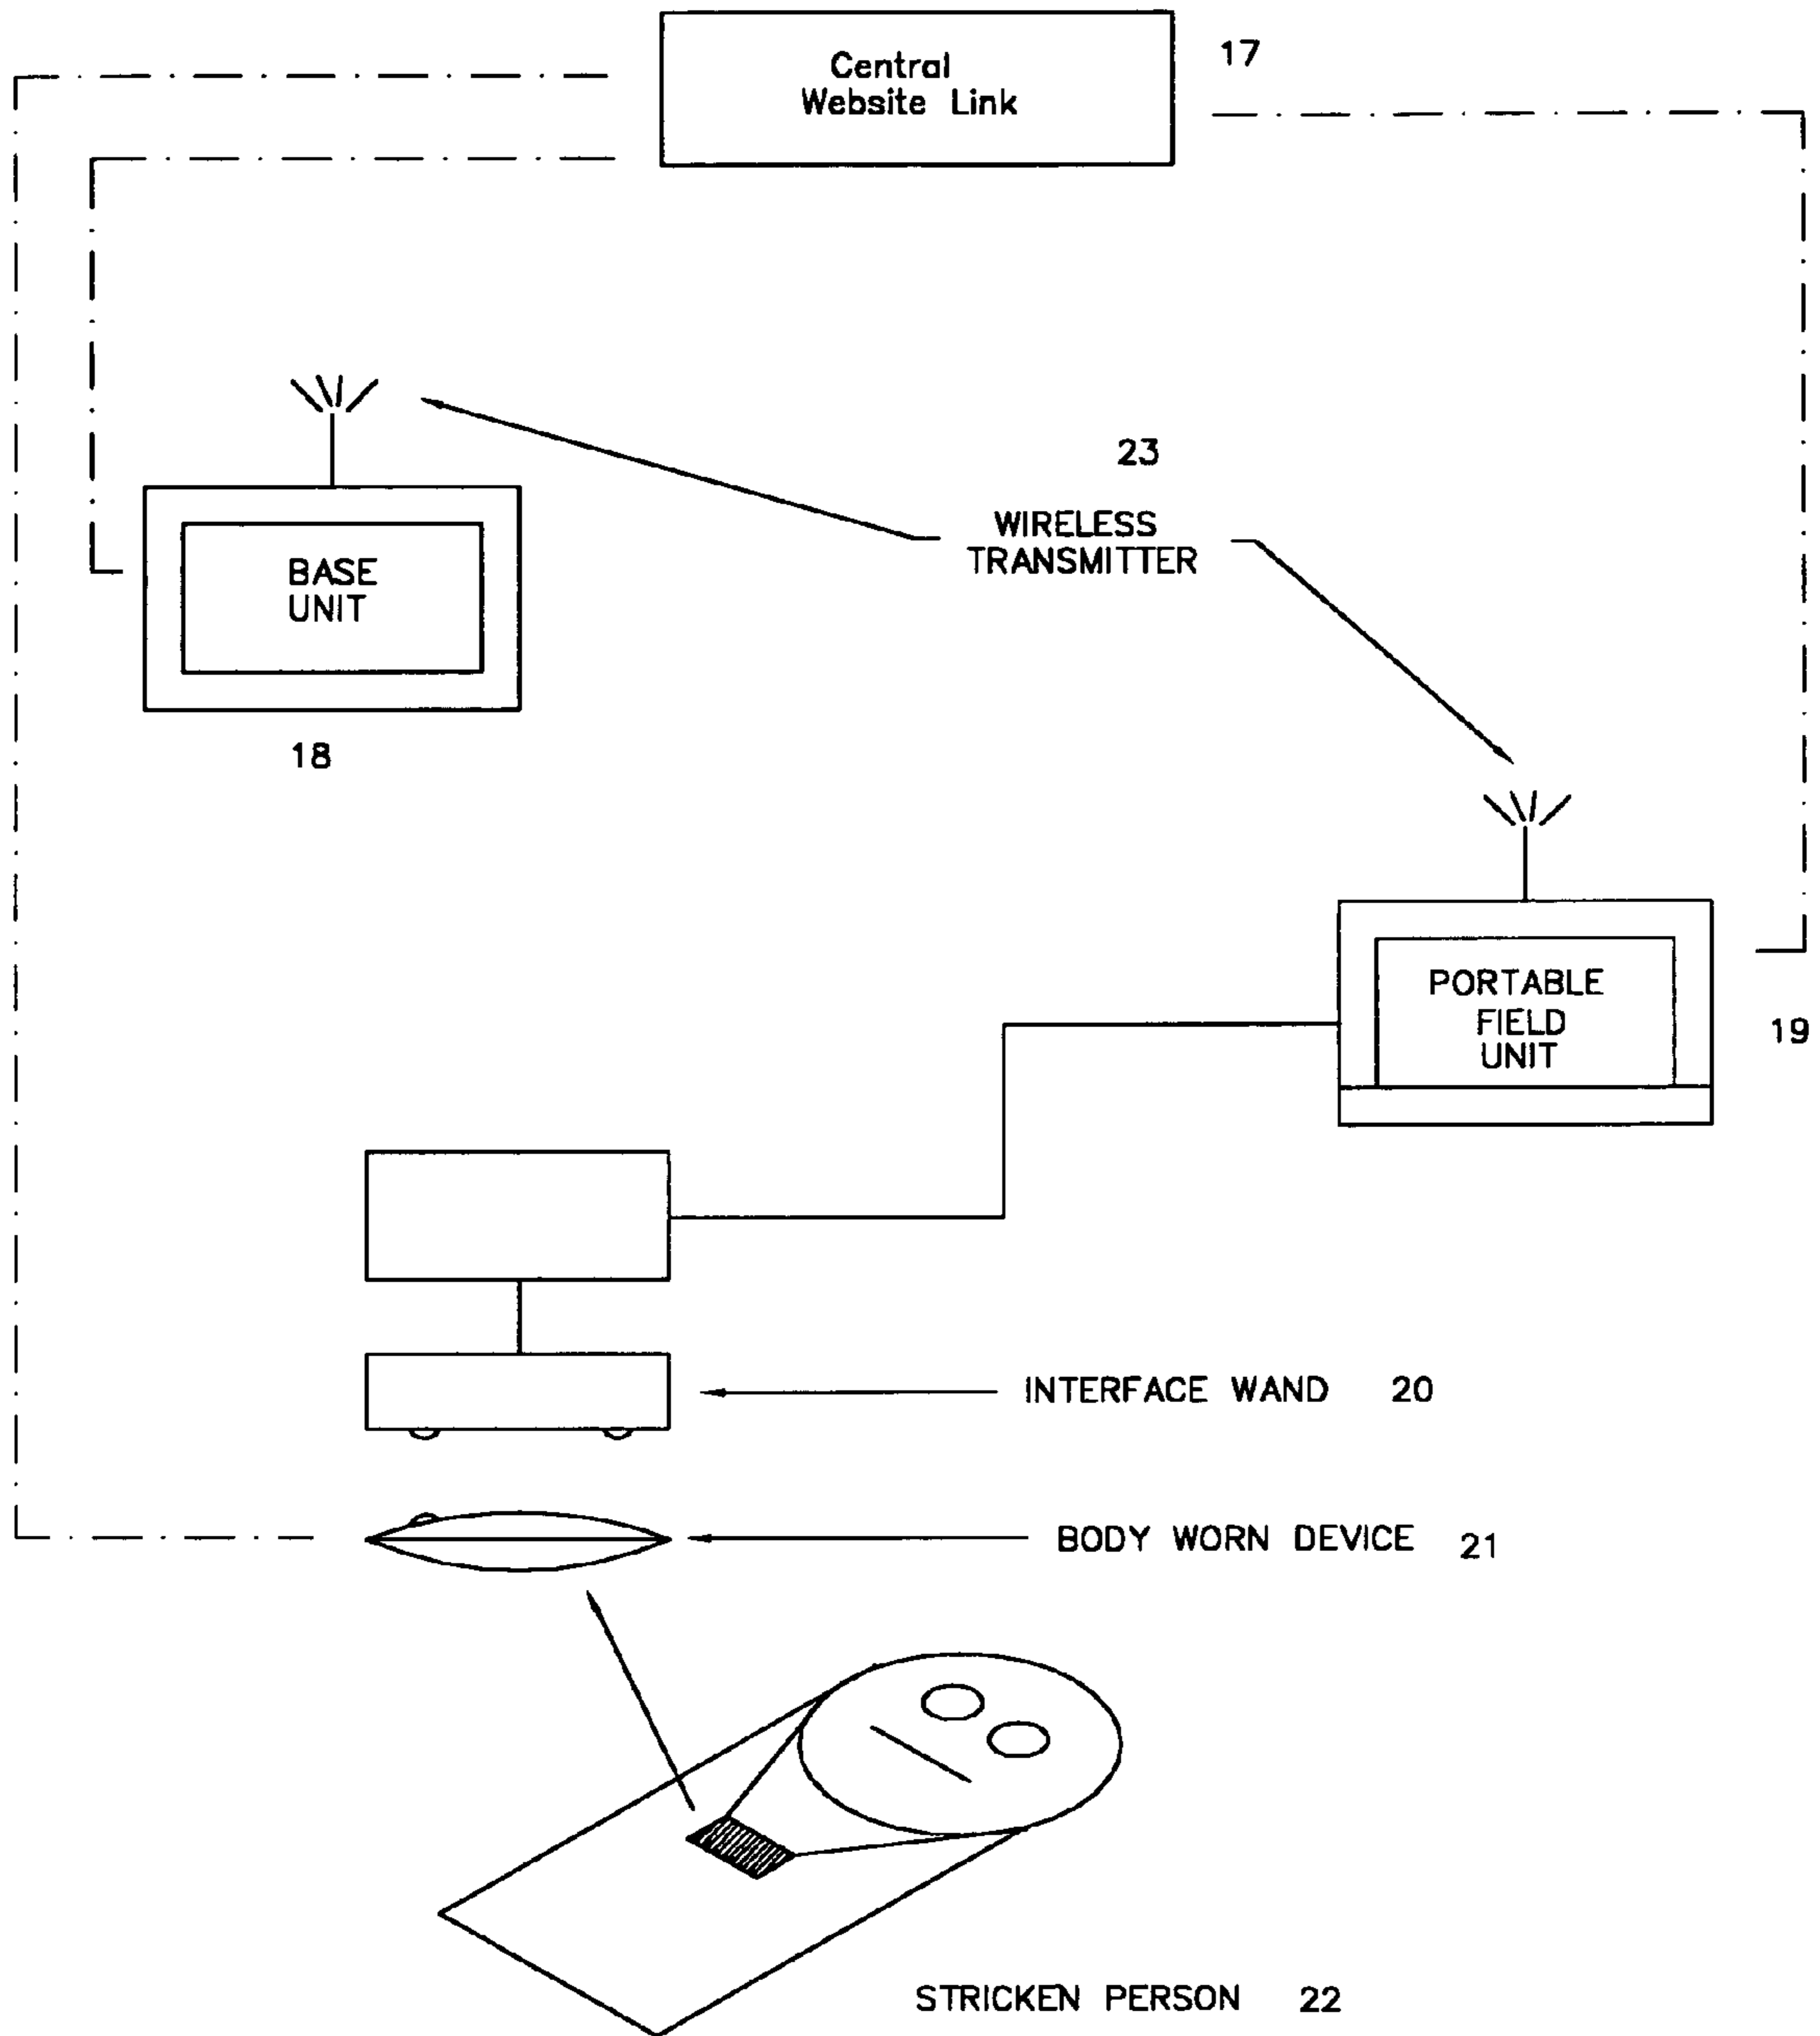 Central
Website Link
17
23
WIRELESS
TRANSMITTER
BASE
UNIT
18
PORTABLE
FIELD
UNIT
19
INTERFACE WAND 20
BODY WORN DEVICE 21
STRICKEN PERSON 22